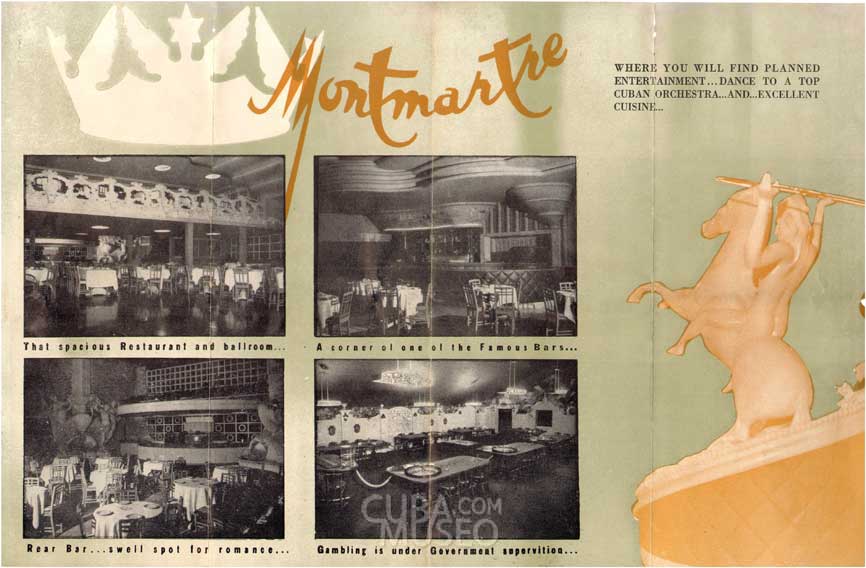 Montmartre
WHERE YOU WILL FIND PLANNED
ENTERTAINMENT...DANCE TO A TOP
CUBAN ORCHESTRA...AND...EXCELLENT
CUISINE...
That spacious Restaurant and ballroom...
A corner of one of the Famous Bars...
Rear Bar...swell spot for romance...
Gambling is under Government supervition...
CUBA.COM
MUSEO